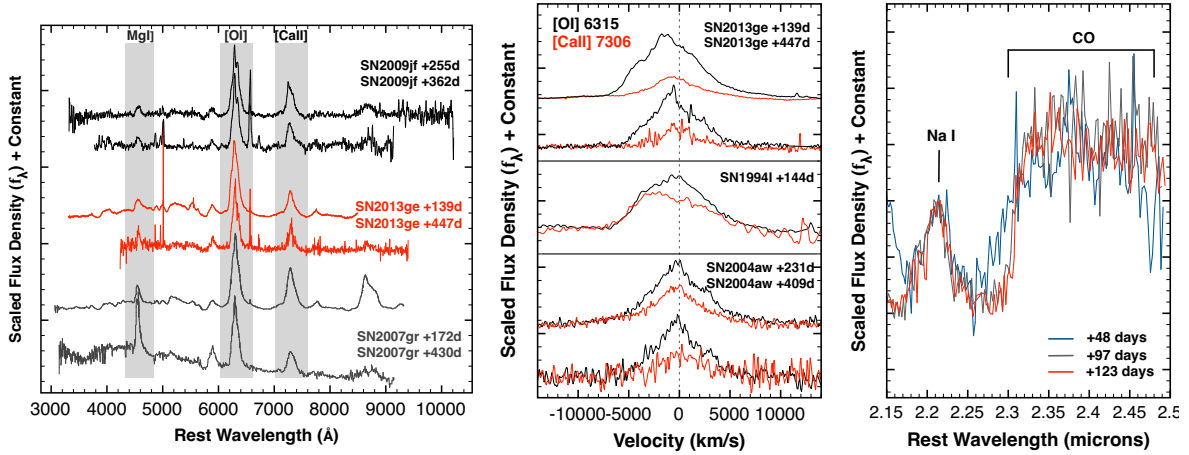 Scaled Flux Density (fλ) + Constant
MgI]
[OI]
[CaII]
SN2009jf +255d
SN2009jf +362d
SN2013ge +139d
SN2013ge +447d
SN2007gr +172d
SN2007gr +430d
3000 4000 5000 6000 7000 8000 9000 10000
Rest Wavelength (Å)
Scaled Flux Density (fλ) + Constant
[OI] 6315
[CaII] 7306
SN2013ge +139d
SN2013ge +447d
SN1994I +144d
SN2004aw +231d
SN2004aw +409d
-10000 -5000 0 5000 10000
Velocity (km/s)
Scaled Flux Density (fλ) + Constant
CO
Na I
+48 days
+97 days
+123 days
2.15 2.2 2.25 2.3 2.35 2.4 2.45 2.5
Rest Wavelength (microns)